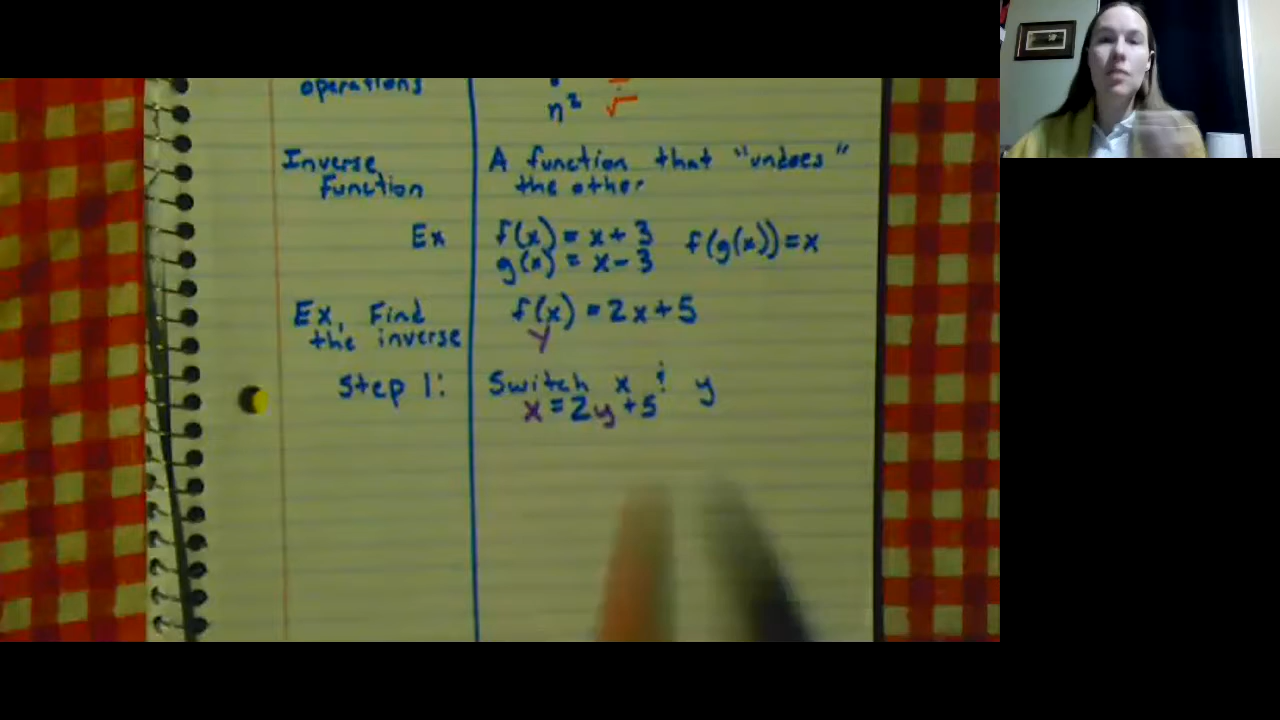 operations
n² √
Inverse Function
A function that "undoes" the other
Ex
f(x) = x + 3
g(x) = x - 3
f(g(x)) = x
Ex, Find the inverse
f(x) = 2x + 5
y
Step 1:
Switch x & y
x = 2y + 5